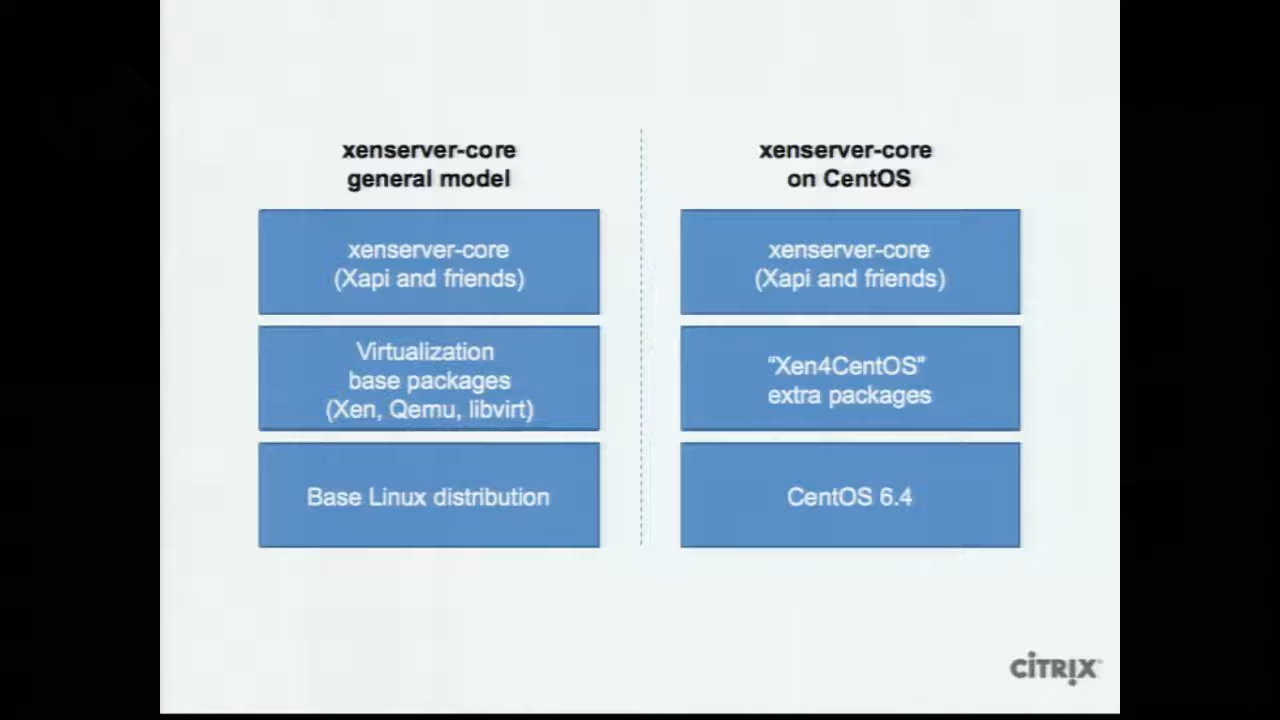 xenserver-core
general model
xenserver-core
(Xapi and friends)
Virtualization
base packages
(Xen, Qemu, libvirt)
Base Linux distribution
xenserver-core
on CentOS
xenserver-core
(Xapi and friends)
“Xen4CentOS”
extra packages
CentOS 6.4
CiTRIX